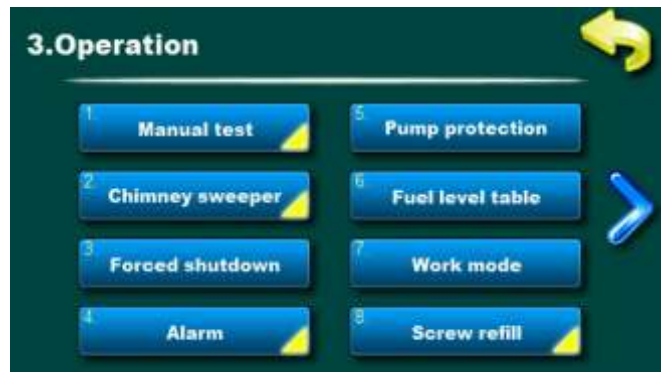 3.Operation
1.
Manual test
5.
Pump protection
2.
Chimney sweeper
6.
Fuel level table
3
Forced shutdown
7
Work mode
4.
Alarm
8
Screw refill